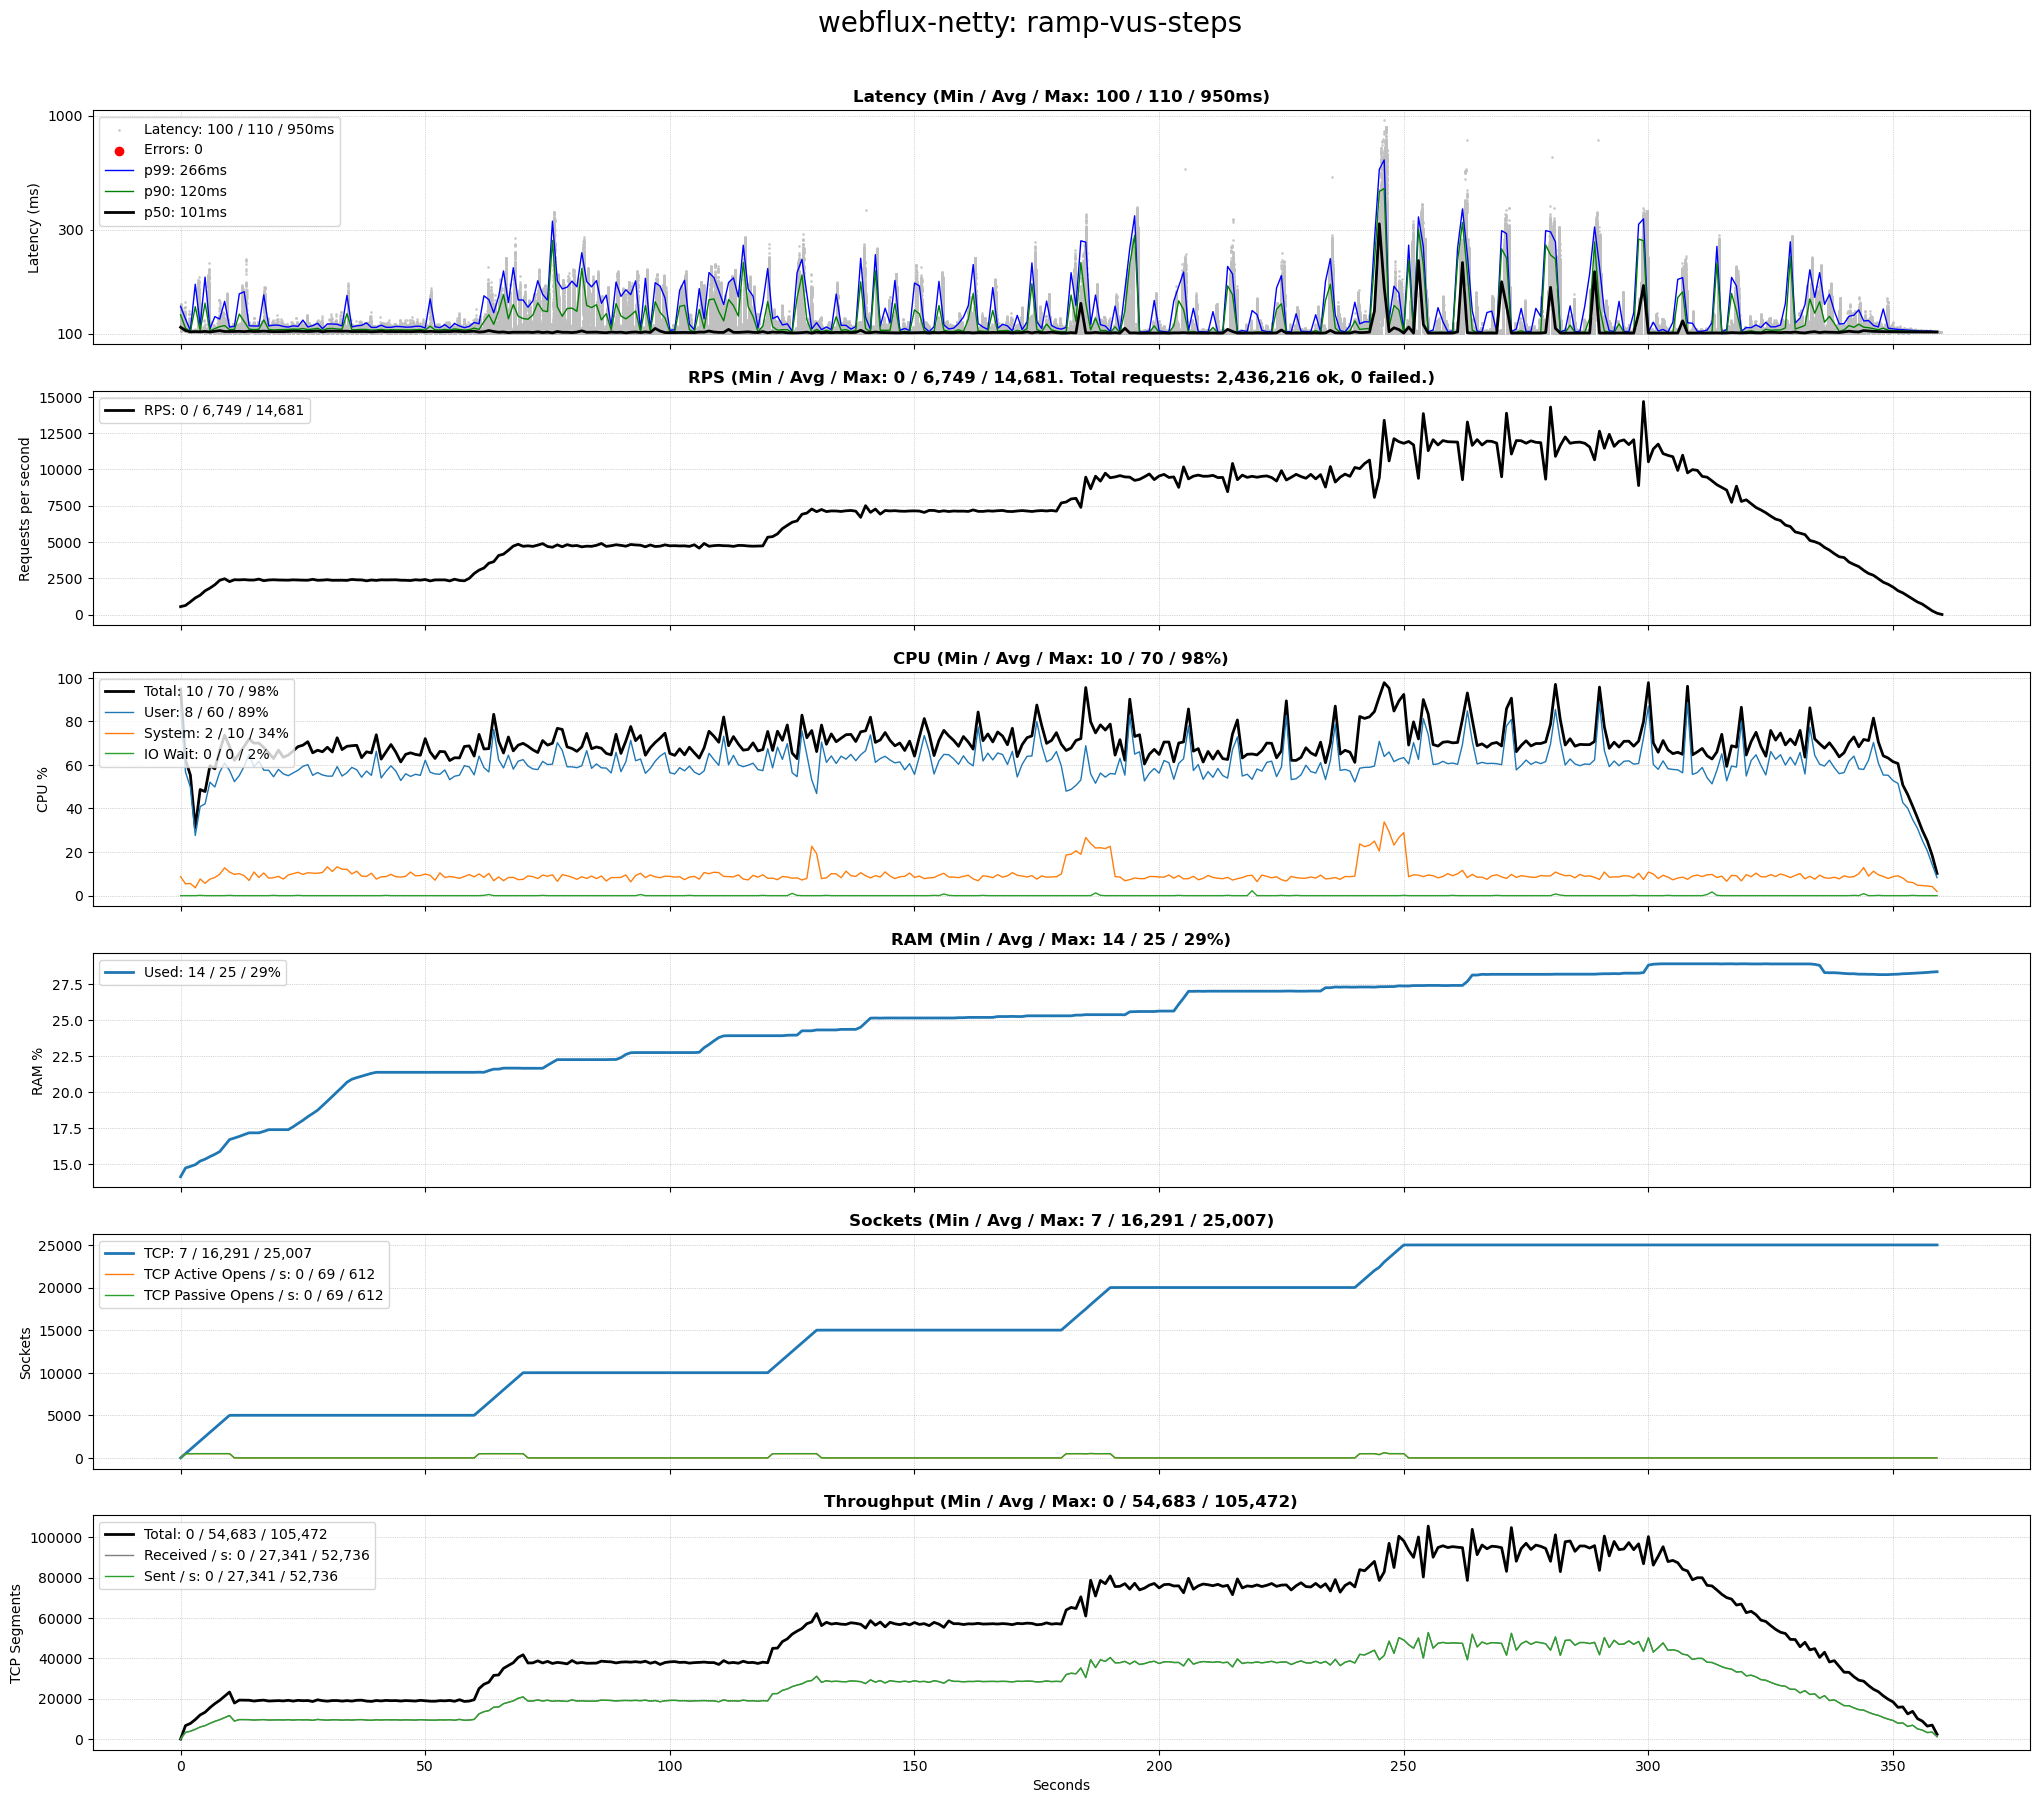 webflux-netty: ramp-vus-steps
Latency (Min / Avg / Max: 100 / 110 / 950ms)
Latency (ms)
1000
300
100
Latency: 100 / 110 / 950ms
Errors: 0
p99: 266ms
p90: 120ms
p50: 101ms
RPS (Min / Avg / Max: 0 / 6,749 / 14,681. Total requests: 2,436,216 ok, 0 failed.)
Requests per second
15000
12500
10000
7500
5000
2500
0
RPS: 0 / 6,749 / 14,681
CPU (Min / Avg / Max: 10 / 70 / 98%)
CPU %
100
80
60
40
20
0
Total: 10 / 70 / 98%
User: 8 / 60 / 89%
System: 2 / 10 / 34%
IO Wait: 0 / 0 / 2%
RAM (Min / Avg / Max: 14 / 25 / 29%)
RAM %
27.5
25.0
22.5
20.0
17.5
15.0
Used: 14 / 25 / 29%
Sockets (Min / Avg / Max: 7 / 16,291 / 25,007)
Sockets
25000
20000
15000
10000
5000
0
TCP: 7 / 16,291 / 25,007
TCP Active Opens / s: 0 / 69 / 612
TCP Passive Opens / s: 0 / 69 / 612
Throughput (Min / Avg / Max: 0 / 54,683 / 105,472)
TCP Segments
100000
80000
60000
40000
20000
0
Total: 0 / 54,683 / 105,472
Received / s: 0 / 27,341 / 52,736
Sent / s: 0 / 27,341 / 52,736
0 50 100 150 200 250 300 350
Seconds